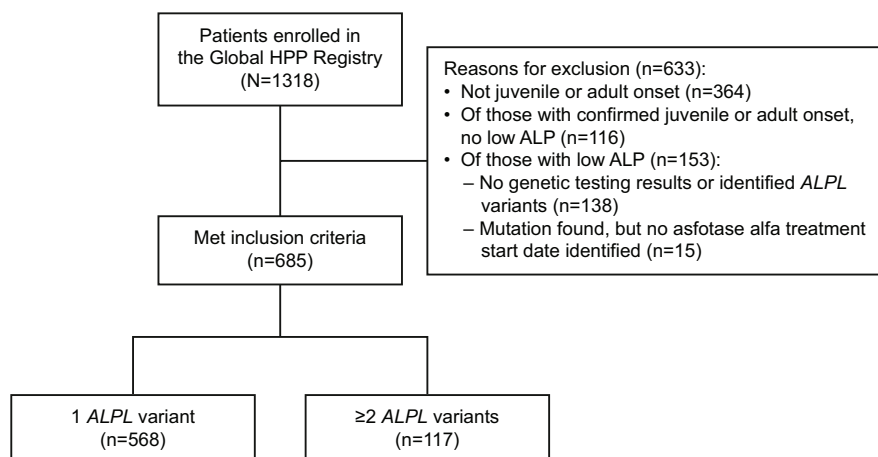 Patients enrolled in
the Global HPP Registry
(N=1318)
Reasons for exclusion (n=633):
• Not juvenile or adult onset (n=364)
• Of those with confirmed juvenile or adult onset,
no low ALP (n=116)
• Of those with low ALP (n=153):
– No genetic testing results or identified ALPL
variants (n=138)
– Mutation found, but no asfotase alfa treatment
start date identified (n=15)
Met inclusion criteria
(n=685)
1 ALPL variant
(n=568)
≥2 ALPL variants
(n=117)